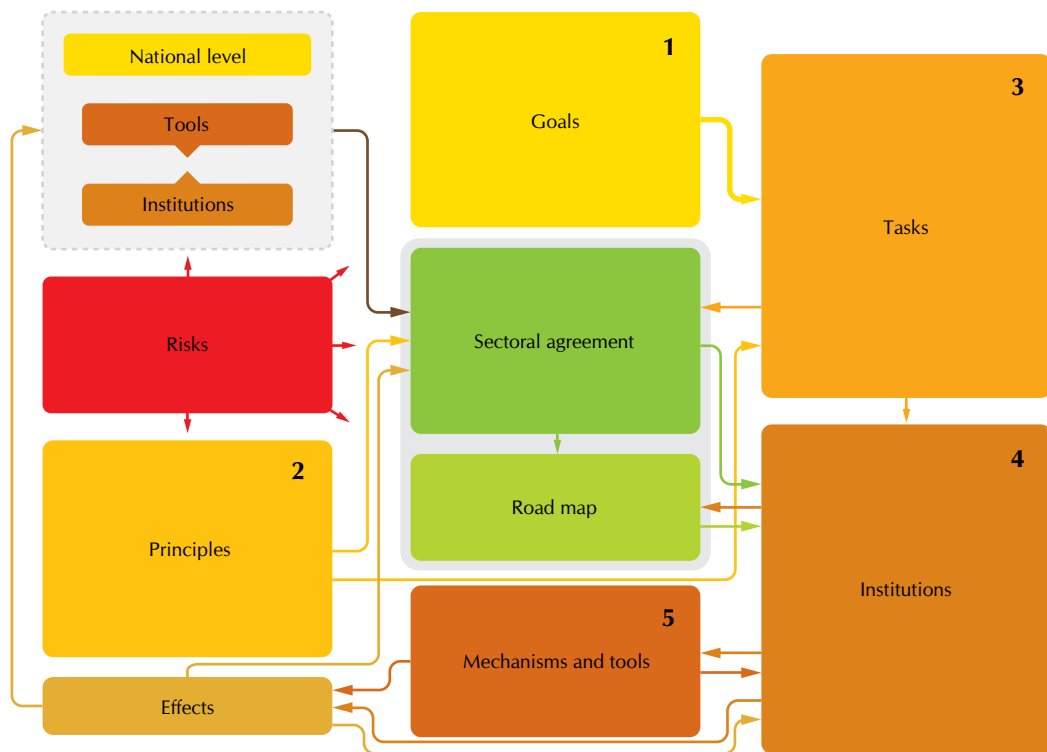 National level
Tools
Institutions
1
Goals
3
Tasks
Risks
Sectoral agreement
2
Principles
Road map
4
Institutions
5
Mechanisms and tools
Effects